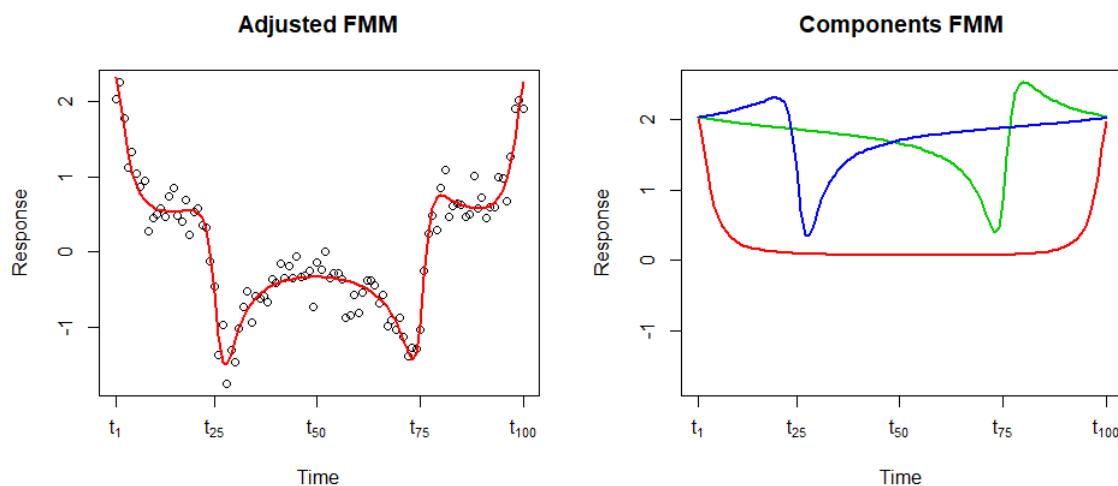 Adjusted FMM
Response
2
1
0
-1
t1 t25 t50 t75 t100
Time
Components FMM
Response
2
1
0
-1
t1 t25 t50 t75 t100
Time